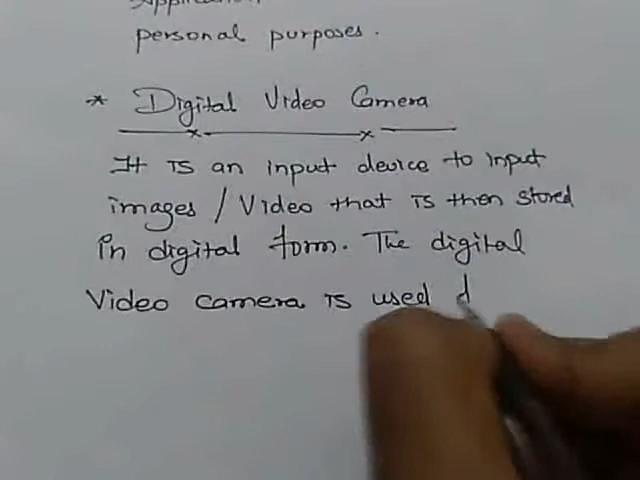 personal purposes.
* Digital Video Camera
It is an input device to input
images / Video that is then stored
in digital form. The digital
Video camera is used d